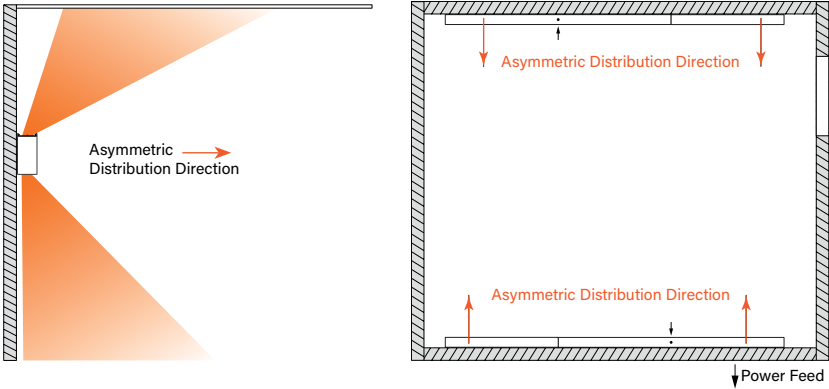 Asymmetric
Distribution Direction
Asymmetric Distribution Direction
Asymmetric Distribution Direction
Power Feed